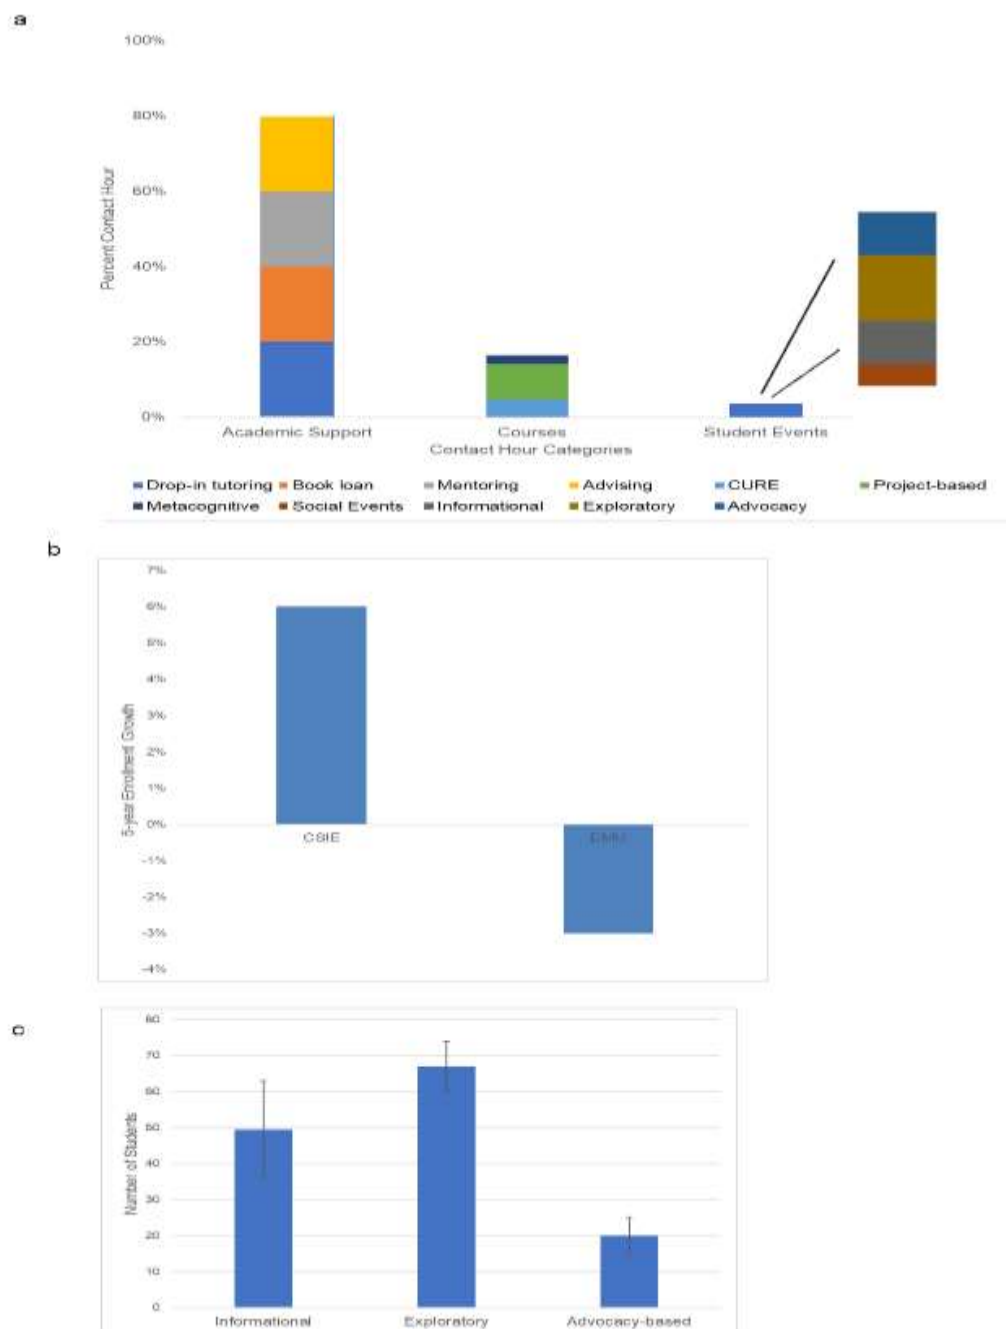 a
100%
80%
60%
40%
20%
0%
Percent Contact Hour
Academic Support Courses Student Events
Contact Hour Categories
Drop-in tutoring Book loan Mentoring Advising CURE Project-based
Metacognitive Social Events Informational Exploratory Advocacy
b
7%
6%
5%
4%
3%
2%
1%
0%
-1%
-2%
-3%
-4%
5-year Enrollment Growth
CSIE
c
80
70
60
50
40
30
20
10
0
Number of Students
Informational Exploratory Advocacy-based